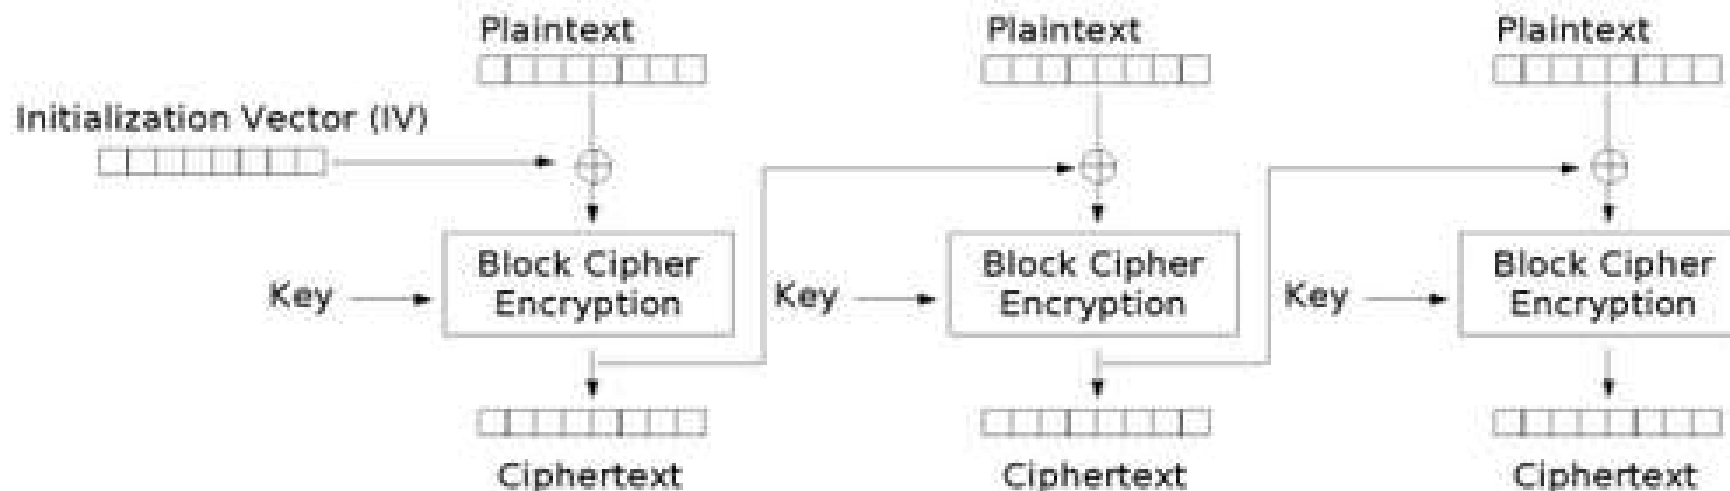 Plaintext
Plaintext
Plaintext
Initialization Vector (IV)
Block Cipher
Encryption
Block Cipher
Encryption
Block Cipher
Encryption
Key
Key
Key
Ciphertext
Ciphertext
Ciphertext